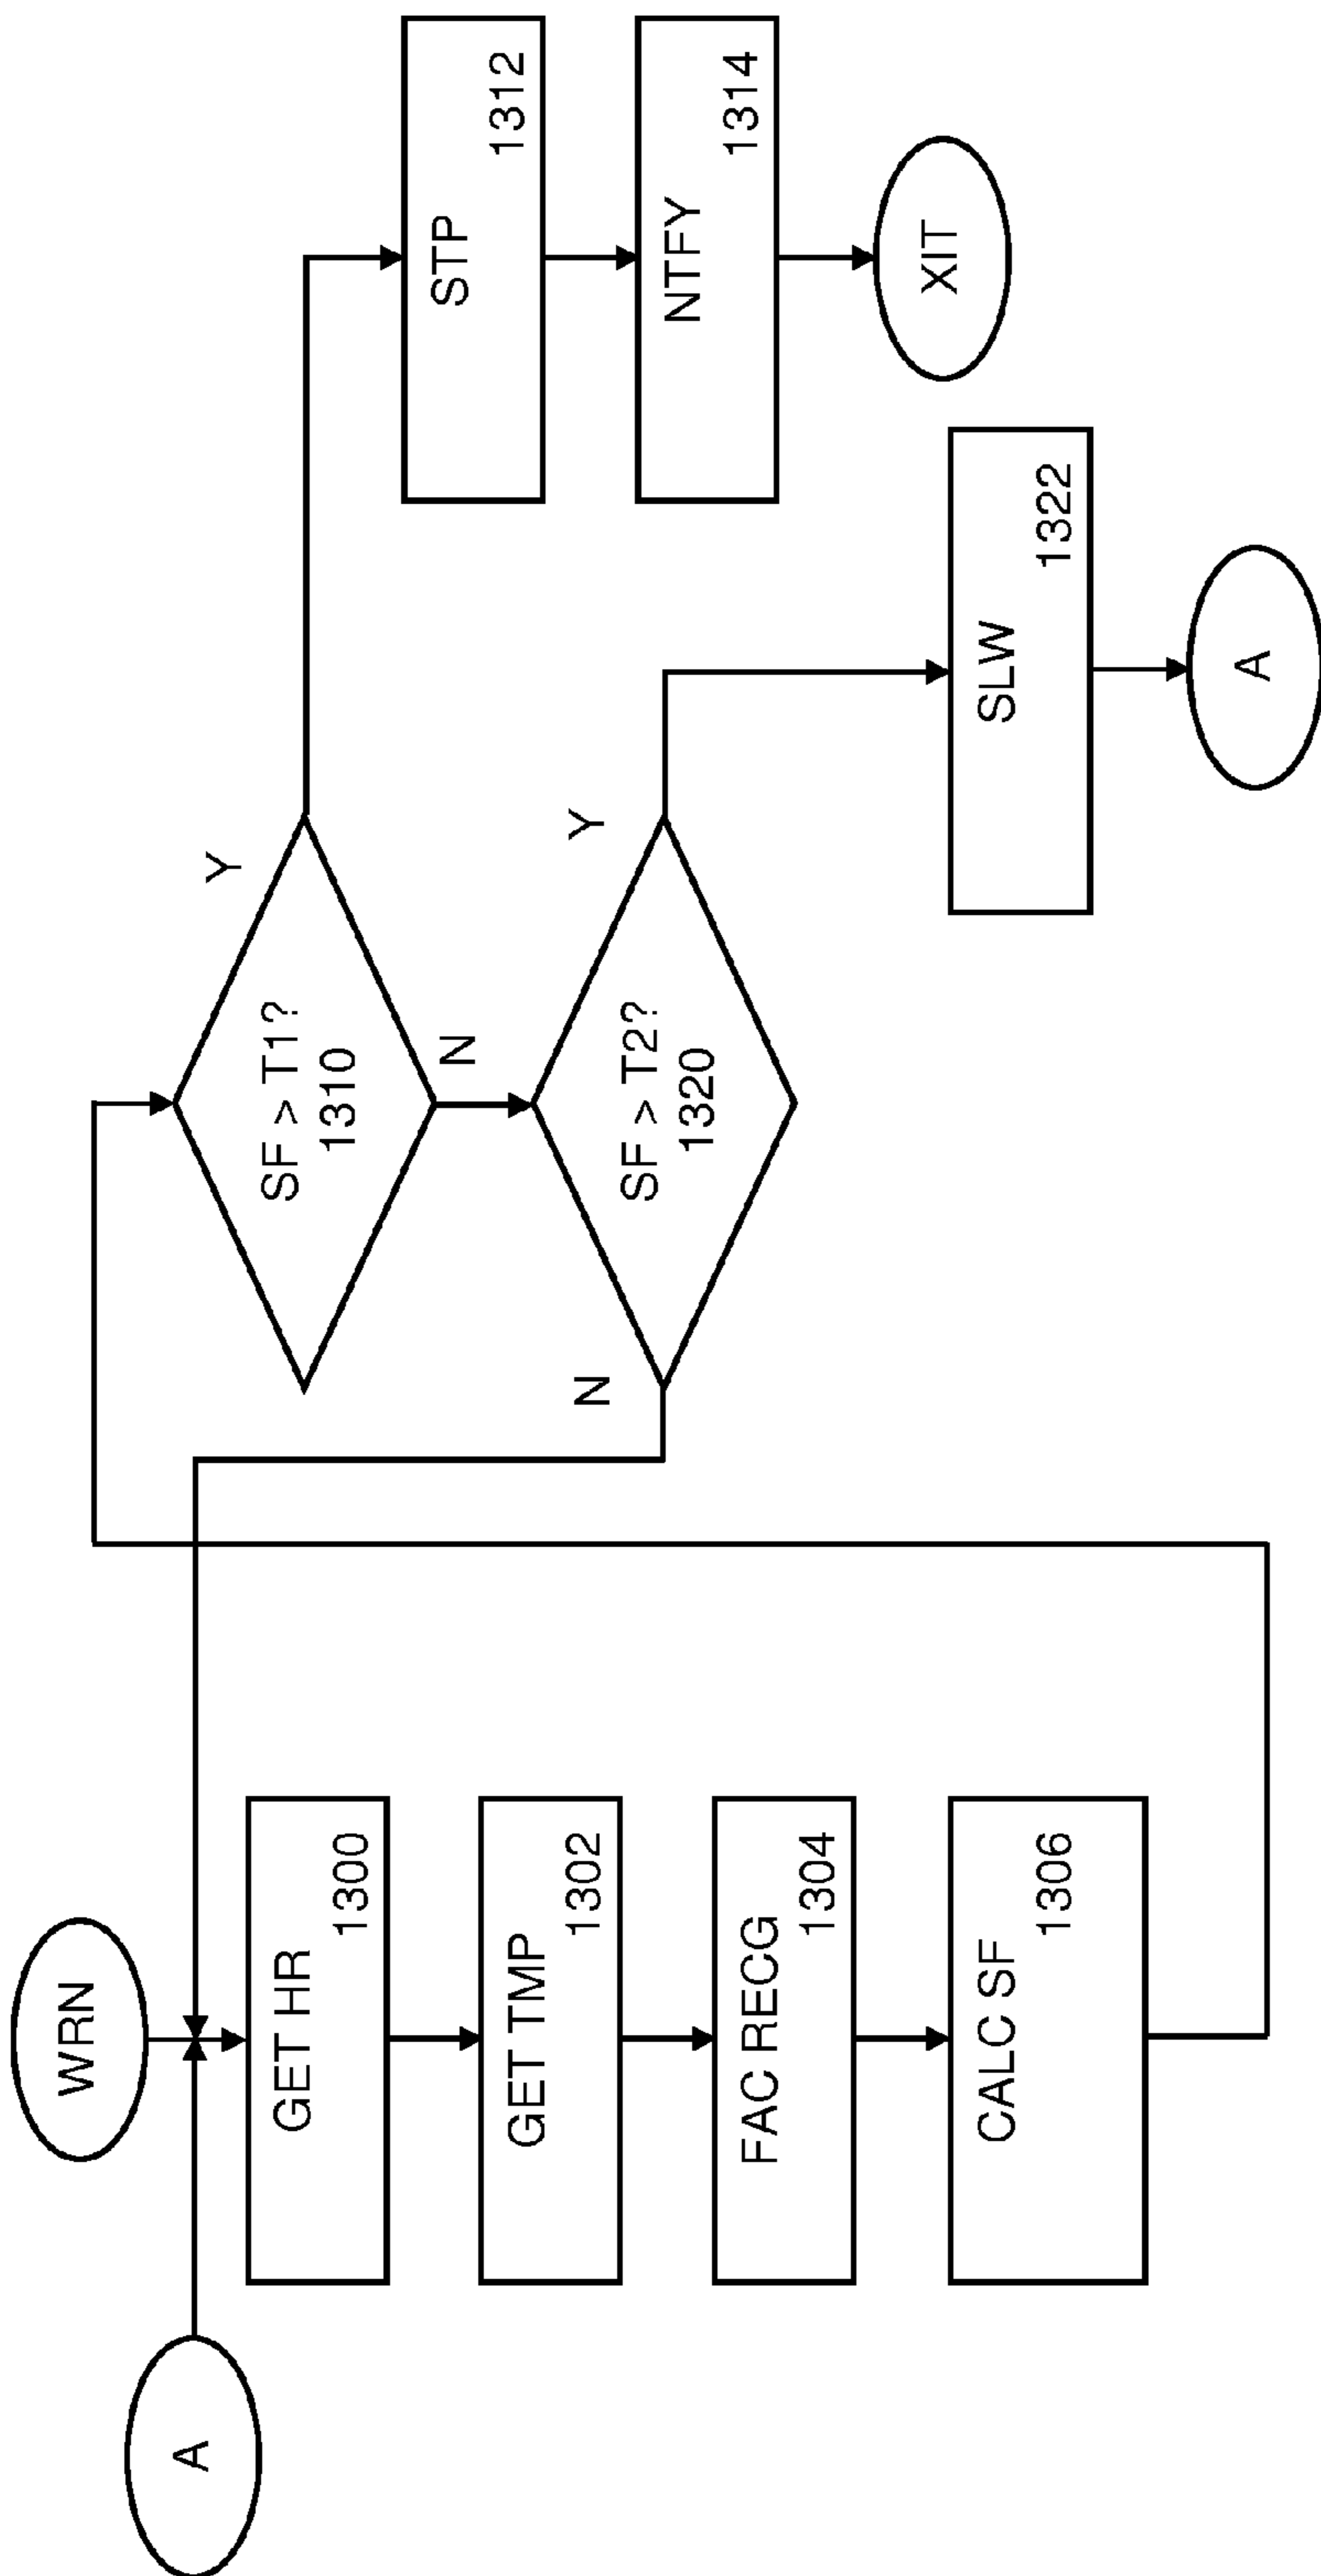 A
WRN
GET HR
1300
GET TMP
1302
FAC RECG
1304
CALC SF
1306
SF > T1?
1310
Y
N
SF > T2?
1320
N
Y
STP
1312
NTFY
1314
XIT
SLW
1322
A